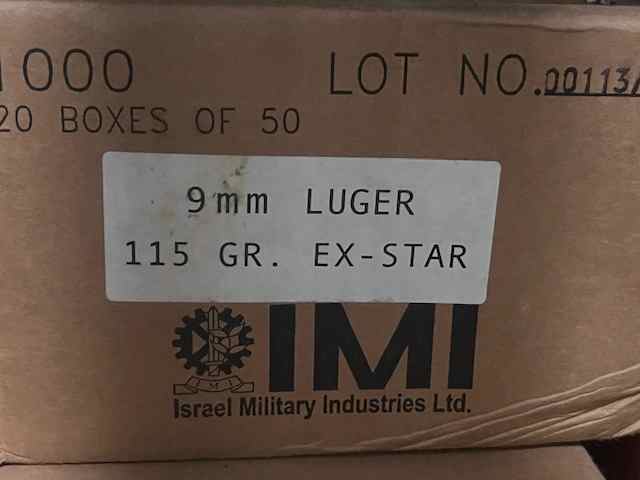 1000
LOT NO.00113/
20 BOXES OF 50
9mm LUGER
115 GR. EX-STAR
IMI
IMI
Israel Military Industries Ltd.